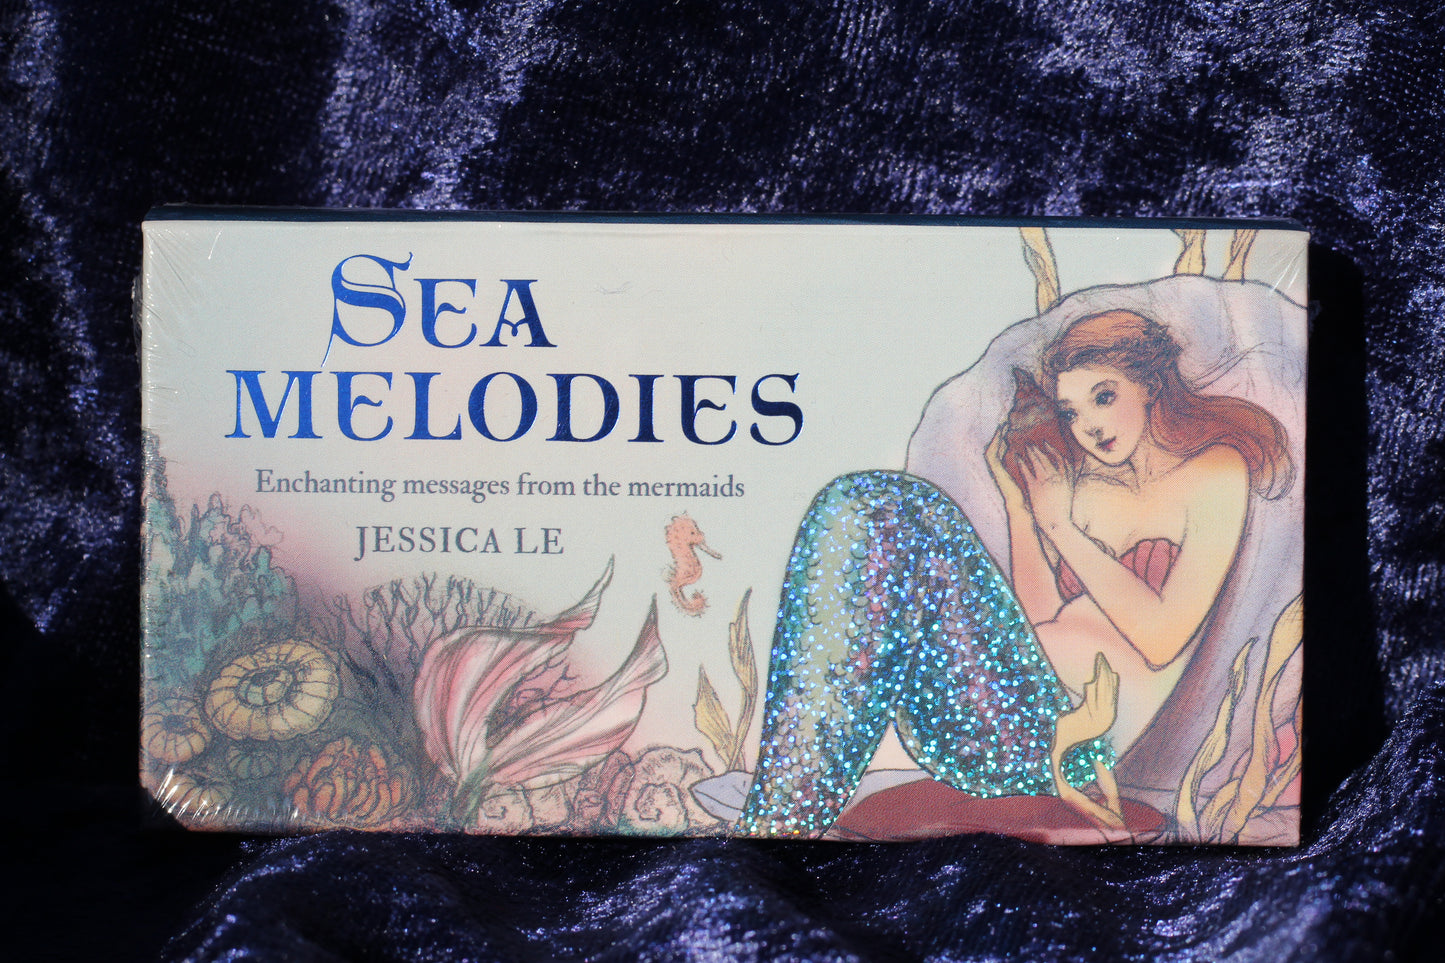 SEA
MELODIES
Enchanting messages from the mermaids
JESSICA LE